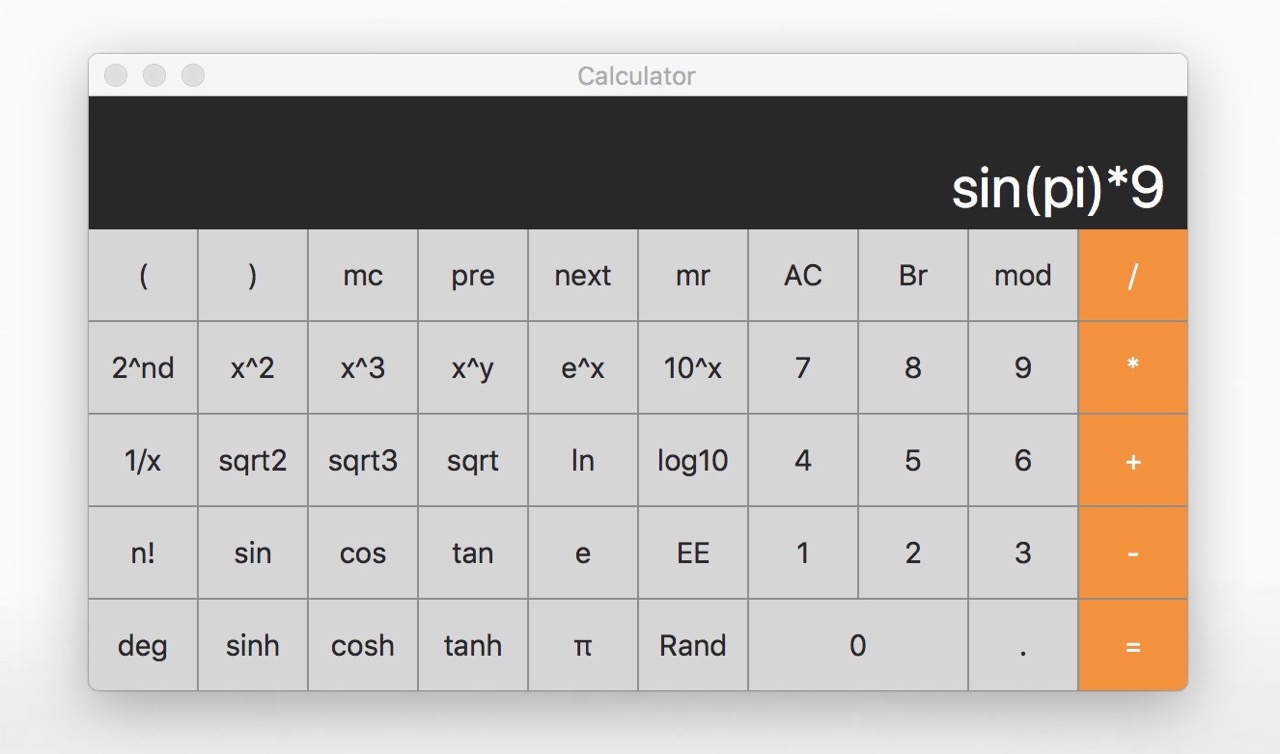 Calculator
sin(pi)*9
( ) mc pre next mr AC Br mod /
2^nd x^2 x^3 x^y e^x 10^x 7 8 9 *
1/x sqrt2 sqrt3 sqrt ln log10 4 5 6 +
n! sin cos tan e EE 1 2 3 -
deg sinh cosh tanh π Rand 0 . =